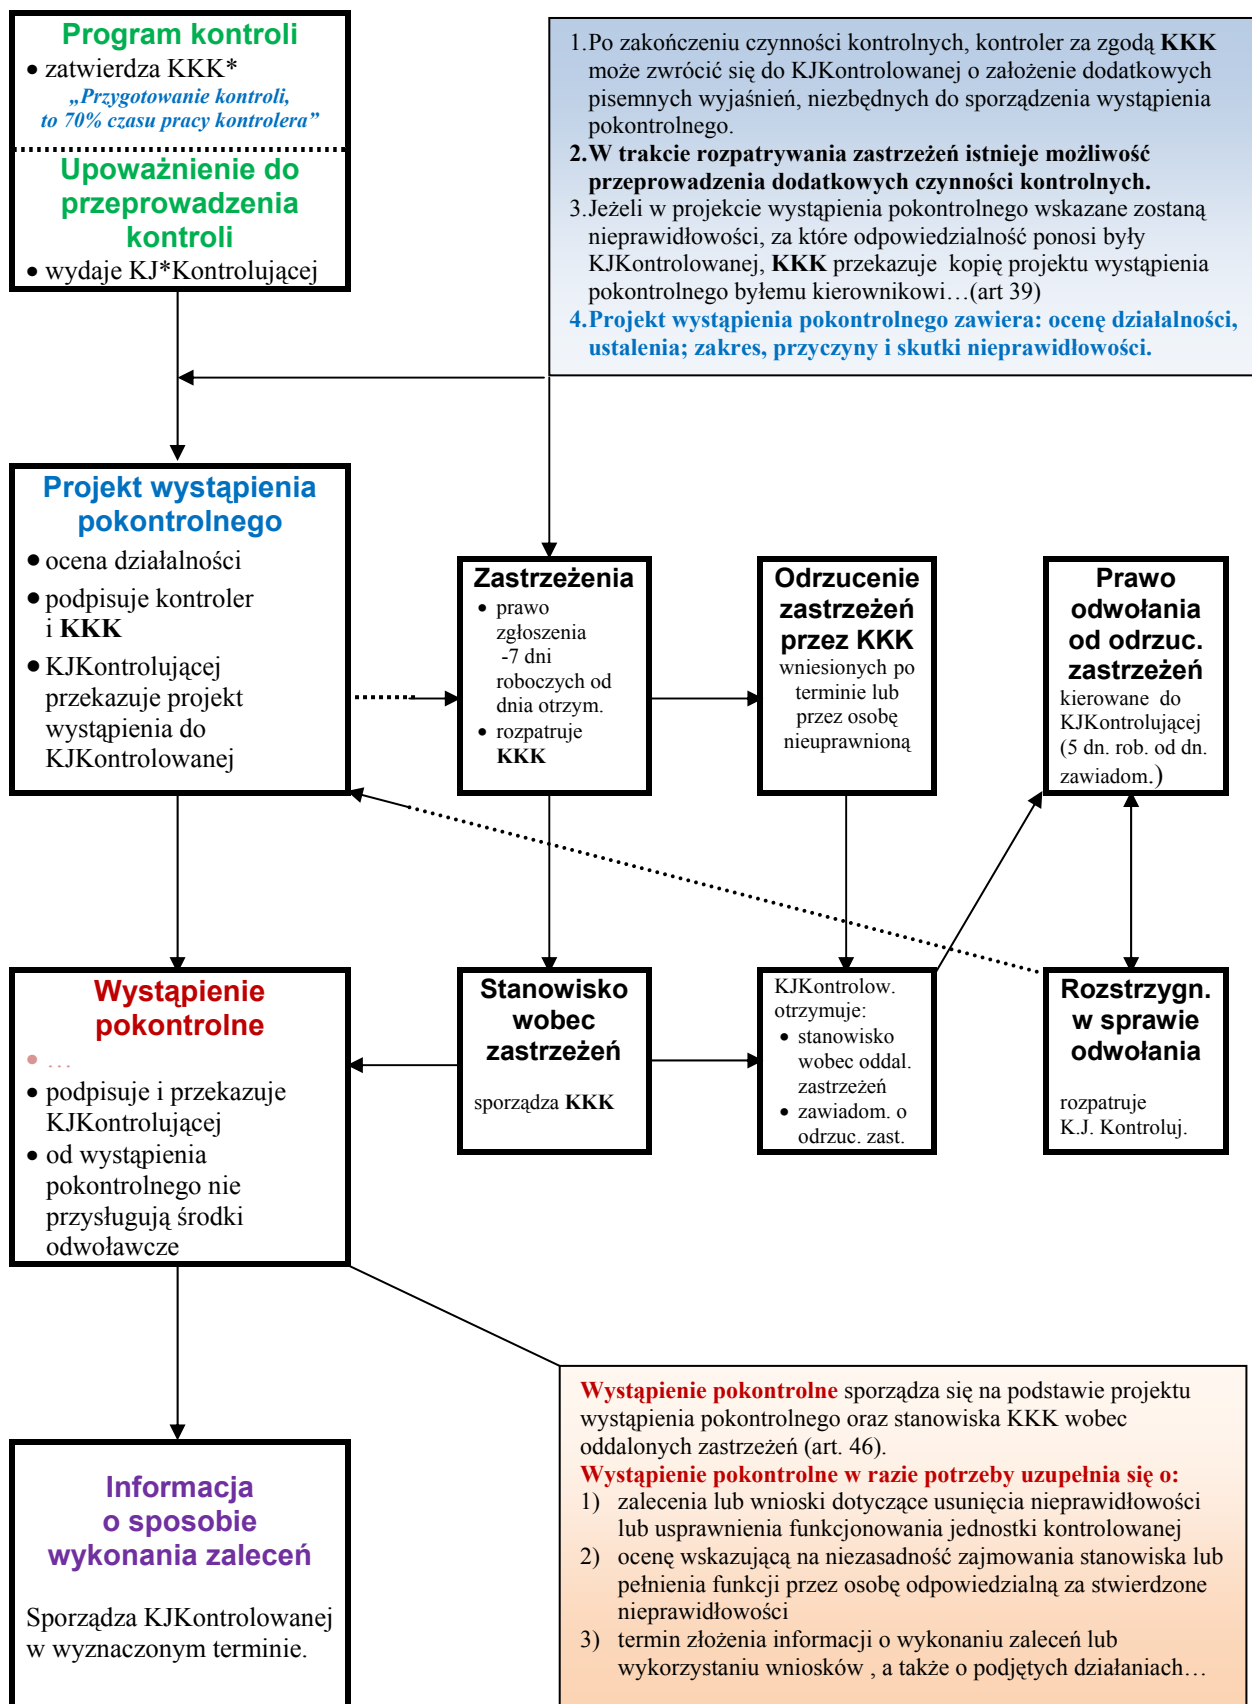 Program kontroli
• zatwierdza KKK*
„Przygotowanie kontroli,
to 70% czasu pracy kontrolera”
Upoważnienie do
przeprowadzenia
kontroli
• wydaje KJ*Kontrolującej
1.Po zakończeniu czynności kontrolnych, kontroler za zgodą KKK
może zwrócić się do KJKontrolowanej o założenie dodatkowych
pisemnych wyjaśnień, niezbędnych do sporządzenia wystąpienia
pokontrolnego.
2.W trakcie rozpatrywania zastrzeżeń istnieje możliwość
przeprowadzenia dodatkowych czynności kontrolnych.
3.Jeżeli w projekcie wystąpienia pokontrolnego wskazane zostaną
nieprawidłowości, za które odpowiedzialność ponosi były
KJKontrolowanej, KKK przekazuje kopię projektu wystąpienia
pokontrolnego byłemu kierownikowi…(art 39)
4.Projekt wystąpienia pokontrolnego zawiera: ocenę działalności,
ustalenia; zakres, przyczyny i skutki nieprawidłowości.
Projekt wystąpienia
pokontrolnego
• ocena działalności
• podpisuje kontroler
i KKK
• KJKontrolującej
przekazuje projekt
wystąpienia do
KJKontrolowanej
Zastrzeżenia
• prawo
zgłoszenia
-7 dni
roboczych od
dnia otrzym.
• rozpatruje
KKK
Odrzucenie
zastrzeżeń
przez KKK
wniesionych po
terminie lub
przez osobę
nieuprawnioną
Prawo
odwołania
od odrzuc.
zastrzeżeń
kierowane do
KJKontrolującej
(5 dn. rob. od dn.
zawiadom.)
Wystąpienie
pokontrolne
• …
• podpisuje i przekazuje
KJKontrolującej
• od wystąpienia
pokontrolnego nie
przysługują środki
odwoławcze
Stanowisko
wobec
zastrzeżeń
sporządza KKK
KJKontrolow.
otrzymuje:
• stanowisko
wobec oddal.
zastrzeżeń
• zawiadom. o
odrzuc. zast.
Rozstrzygn.
w sprawie
odwołania
rozpatruje
K.J. Kontroluj.
Informacja
o sposobie
wykonania zaleceń
Sporządza KJKontrolowanej
w wyznaczonym terminie.
Wystąpienie pokontrolne sporządza się na podstawie projektu
wystąpienia pokontrolnego oraz stanowiska KKK wobec
oddalonych zastrzeżeń (art. 46).
Wystąpienie pokontrolne w razie potrzeby uzupełnia się o:
1) zalecenia lub wnioski dotyczące usunięcia nieprawidłowości
lub usprawnienia funkcjonowania jednostki kontrolowanej
2) ocenę wskazującą na niezasadność zajmowania stanowiska lub
pełnienia funkcji przez osobę odpowiedzialną za stwierdzone
nieprawidłowości
3) termin złożenia informacji o wykonaniu zaleceń lub
wykorzystaniu wniosków , a także o podjętych działaniach…